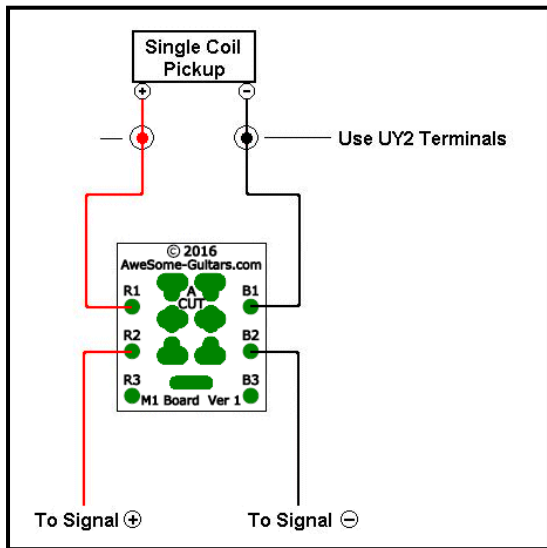 Single Coil
Pickup
+ −
Use UY2 Terminals
© 2016
AweSome-Guitars.com
R1 A B1
CUT
R2 B2
R3 B3
M1 Board Ver 1
To Signal + To Signal −